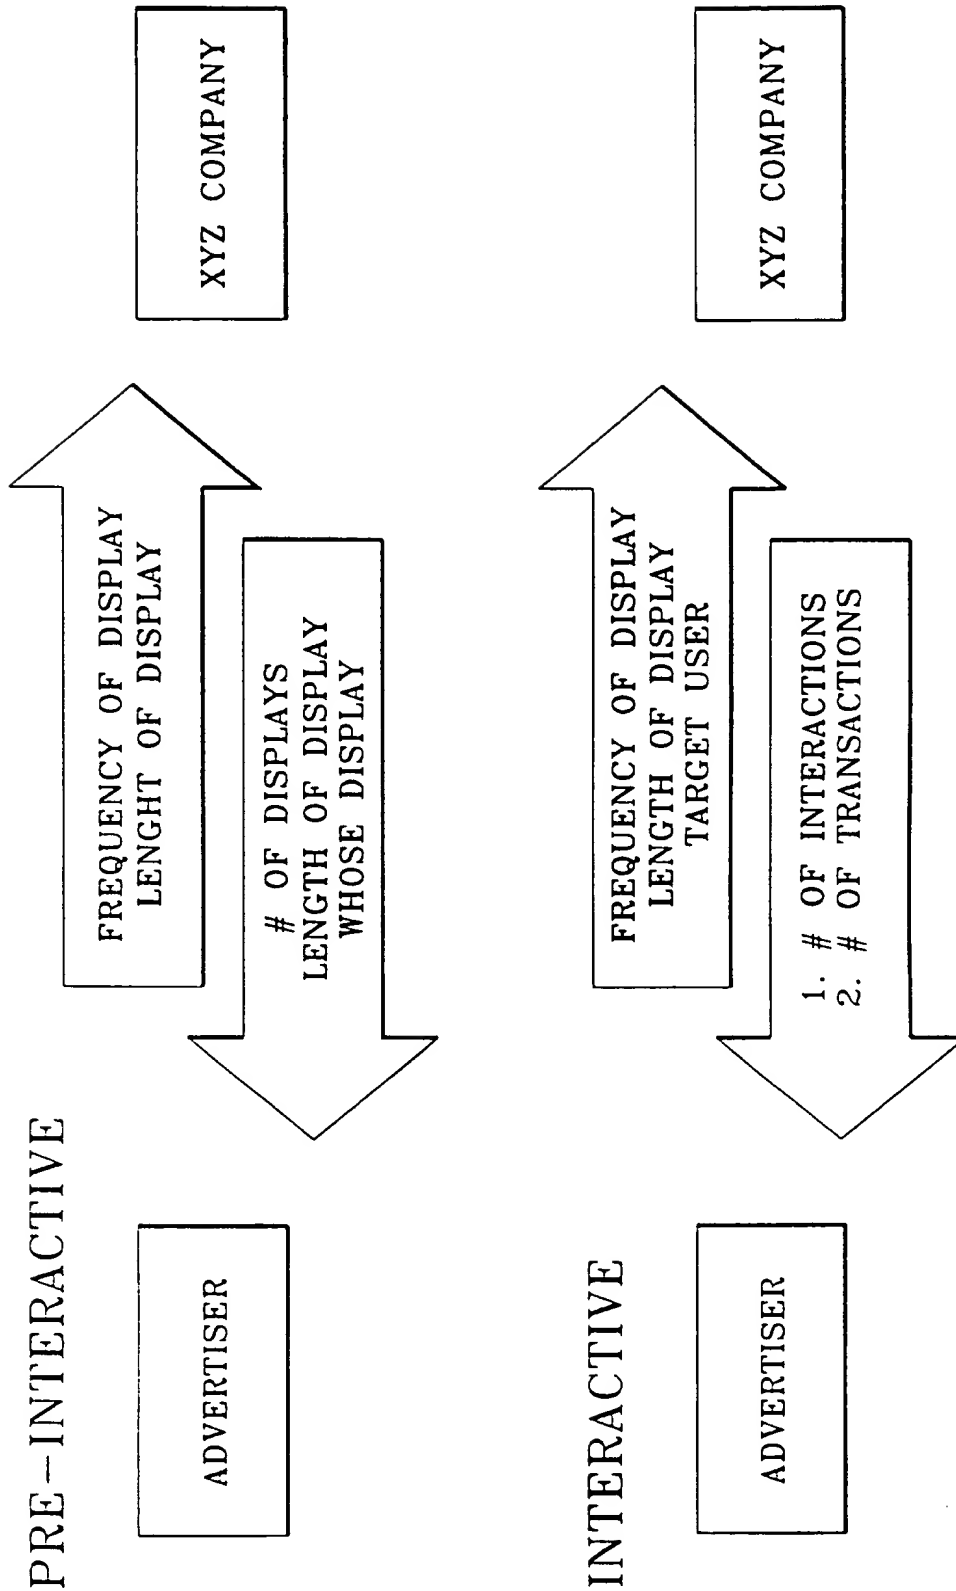 PRE-INTERACTIVE
ADVERTISER
FREQUENCY OF DISPLAY
LENGHT OF DISPLAY
# OF DISPLAYS
LENGTH OF DISPLAY
WHOSE DISPLAY
XYZ COMPANY
INTERACTIVE
ADVERTISER
FREQUENCY OF DISPLAY
LENGTH OF DISPLAY
TARGET USER
1. # OF INTERACTIONS
2. # OF TRANSACTIONS
XYZ COMPANY